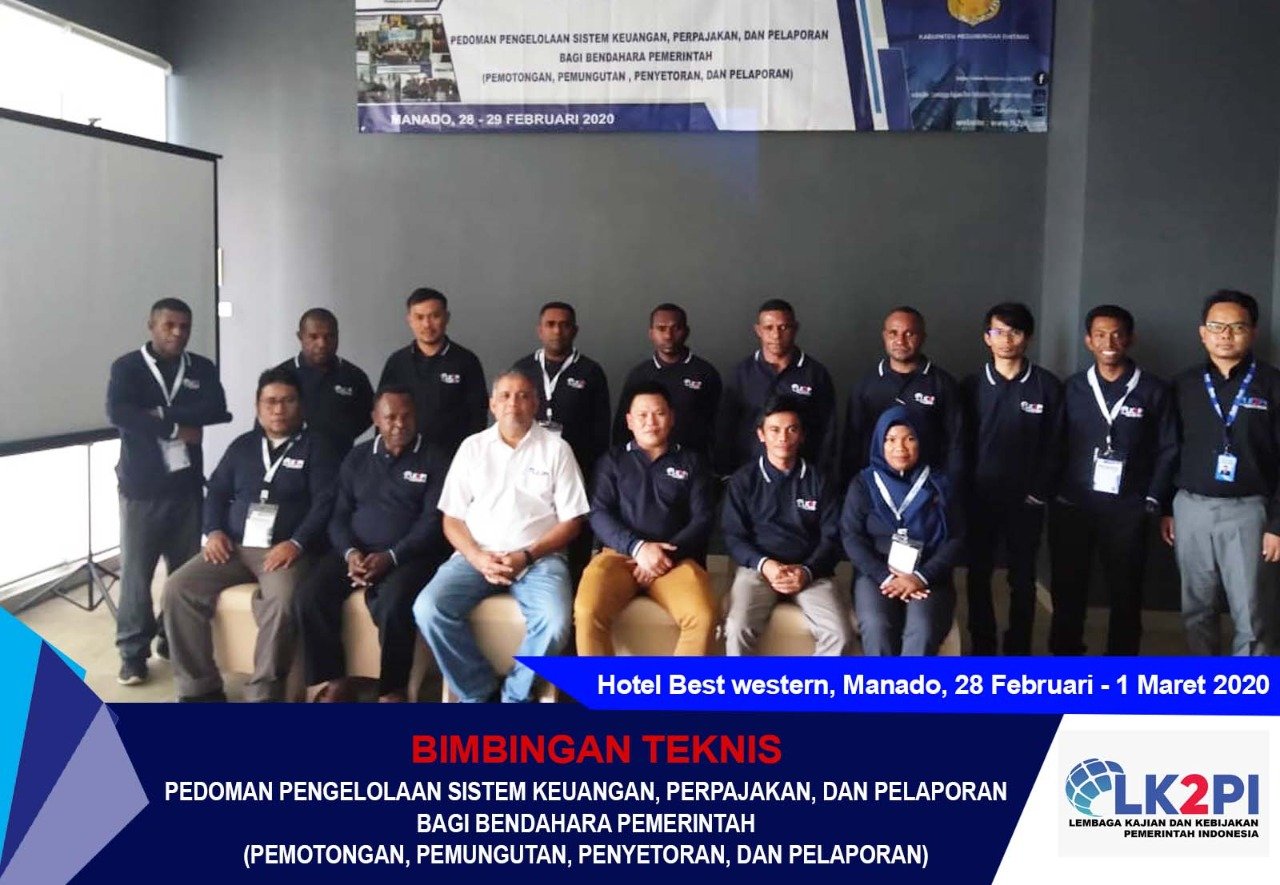 PEDOMAN PENGELOLAAN SISTEM KEUANGAN, PERPAJAKAN, DAN PELAPORAN
BAGI BENDAHARA PEMERINTAH
(PEMOTONGAN, PEMUNGUTAN , PENYETORAN, DAN PELAPORAN)
MANADO, 28 - 29 FEBRUARI 2020
LK2PI
Hotel Best western, Manado, 28 Februari - 1 Maret 2020
BIMBINGAN TEKNIS
PEDOMAN PENGELOLAAN SISTEM KEUANGAN, PERPAJAKAN, DAN PELAPORAN
BAGI BENDAHARA PEMERINTAH
(PEMOTONGAN, PEMUNGUTAN, PENYETORAN, DAN PELAPORAN)
LK2PI
LEMBAGA KAJIAN DAN KEBIJAKAN
PEMERINTAH INDONESIA